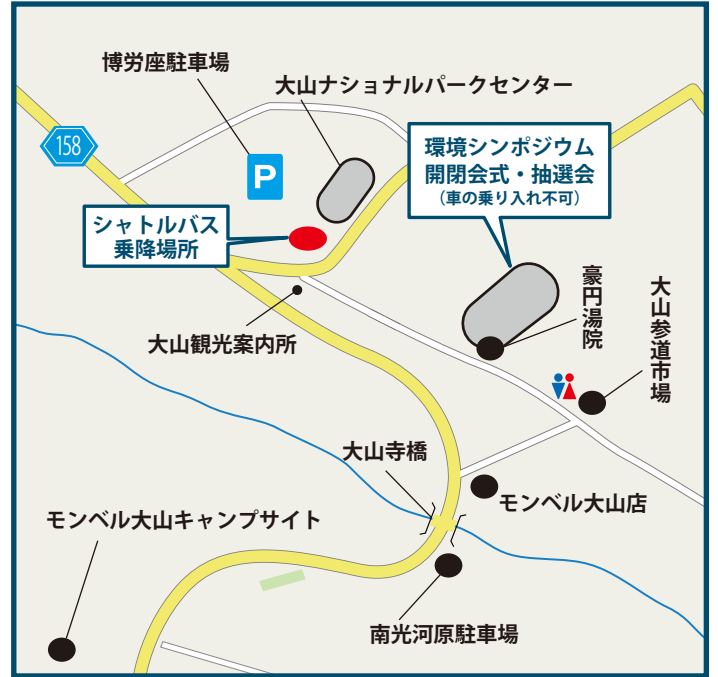 博労座駐車場
大山ナショナルパークセンター
158
P
環境シンポジウム
開閉会式・抽選会
（車の乗り入れ不可）
シャトルバス
乗降場所
豪円湯院
大山参道市場
大山観光案内所
大山寺橋
モンベル大山店
モンベル大山キャンプサイト
南光河原駐車場